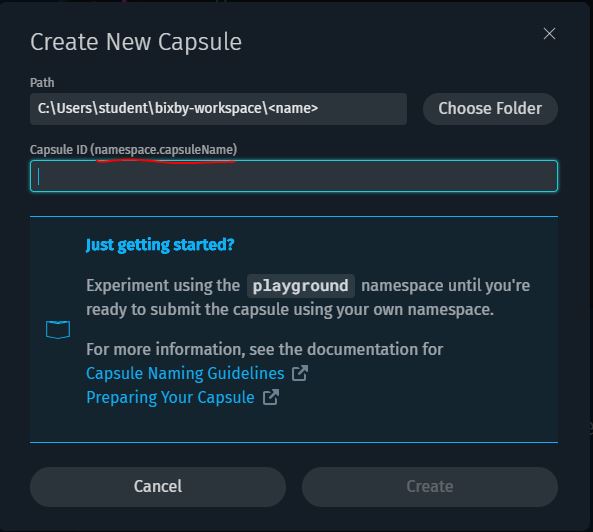 Create New Capsule
Path
C:\Users\student\bixby-workspace\<name>
Choose Folder
Capsule ID (namespace.capsuleName)
Just getting started?
Experiment using the playground namespace until you're
ready to submit the capsule using your own namespace.
For more information, see the documentation for
Capsule Naming Guidelines
Preparing Your Capsule
Cancel
Create